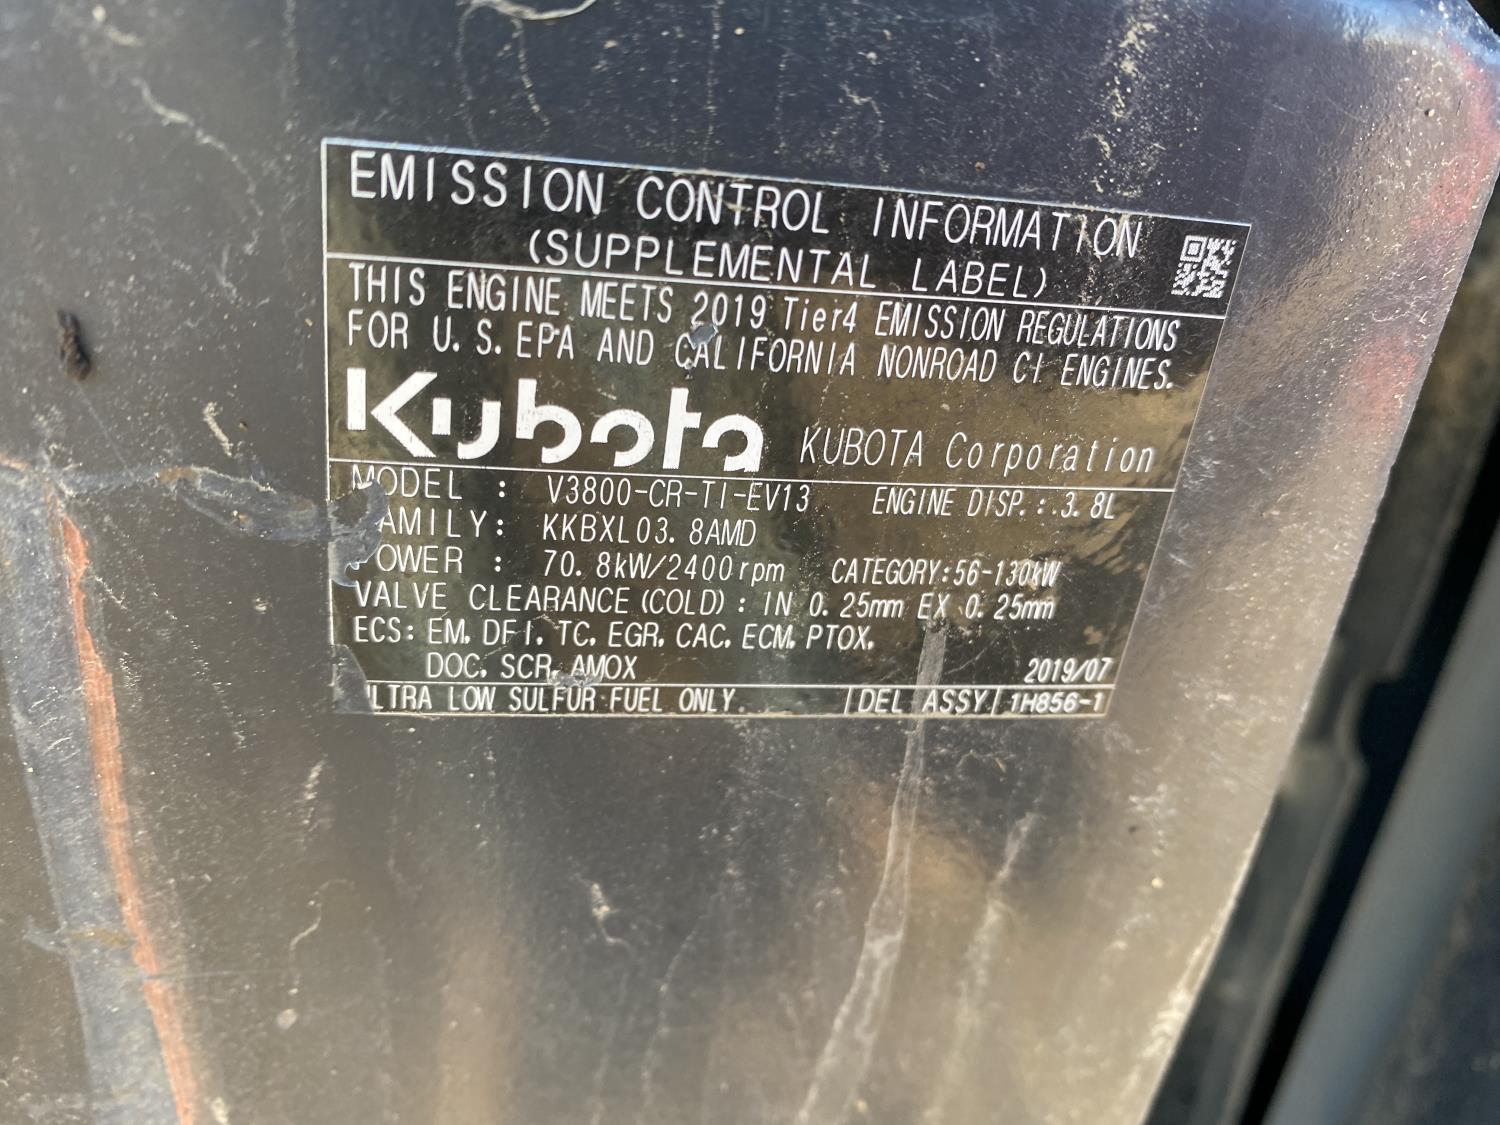 EMISSION CONTROL INFORMATION
(SUPPLEMENTAL LABEL)
THIS ENGINE MEETS 2019 Tier4 EMISSION REGULATIONS
FOR U.S.EPA AND CALIFORNIA NONROAD CI ENGINES.
Kubota KUBOTA Corporation
MODEL : V3800-CR-TI-EV13 ENGINE DISP.: 3.8L
AMILY: KKBXL03.8AMD
POWER : 70.8kW/2400rpm CATEGORY:56-130kW
VALVE CLEARANCE (COLD) : IN 0.25mm EX 0.25mm
ECS: EM, DFI, TC, EGR, CAC, ECM, PTOX,
DOC, SCR, AMOX 2019/07
LTRA LOW SULFUR FUEL ONLY. DEL ASSY 1H856-1